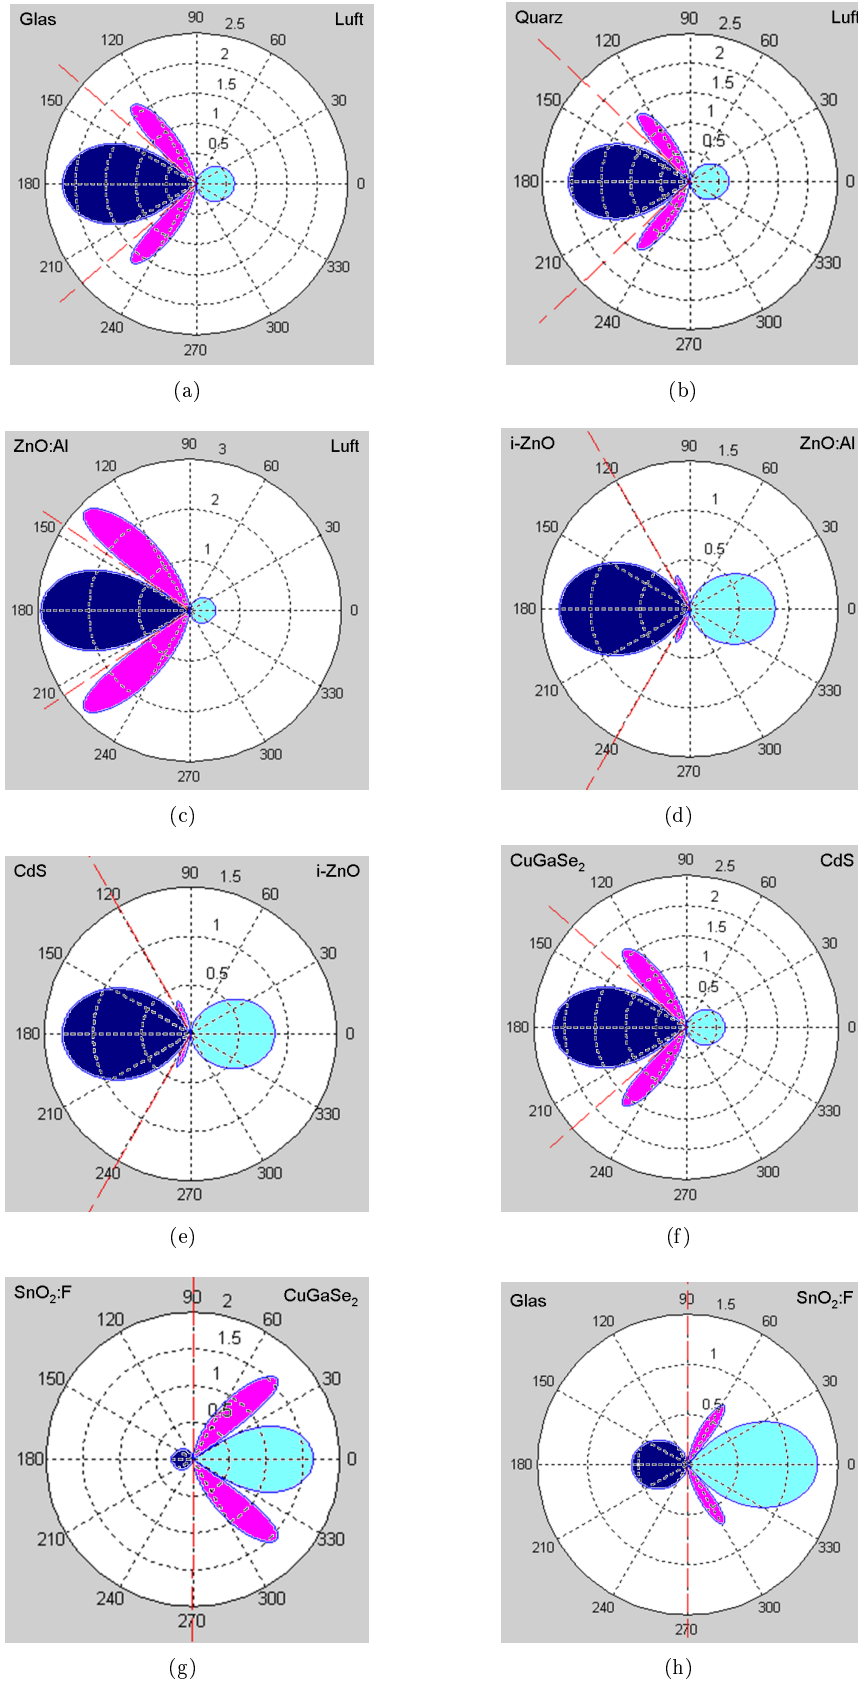 Glas 90 2.5 Luft
120 2 60
1.5
150 1 30
0.5
180 0
210 330
240 300
270
(a)
Quarz 90 2.5 Luft
120 2 60
1.5
150 1 30
0.5
180 0
210 330
240 300
270
(b)
ZnO:Al 90 3 Luft
120 60
2
150 30
1
180 0
210 330
240 300
270
(c)
i-ZnO 90 1.5 ZnO:Al
120 60
1
150 30
0.5
180 0
210 330
240 300
270
(d)
CdS 90 1.5 i-ZnO
120 60
1
150 30
0.5
180 0
210 330
240 300
270
(e)
CuGaSe2 90 2.5 CdS
120 2 60
1.5
150 1 30
0.5
180 0
210 330
240 300
270
(f)
SnO2:F 90 2 CuGaSe2
120 60
1.5
150 1 30
0.5
180 0
210 330
240 300
270
(g)
Glas 90 1.5 SnO2:F
120 60
1
150 30
0.5
180 0
210 330
240 300
270
(h)